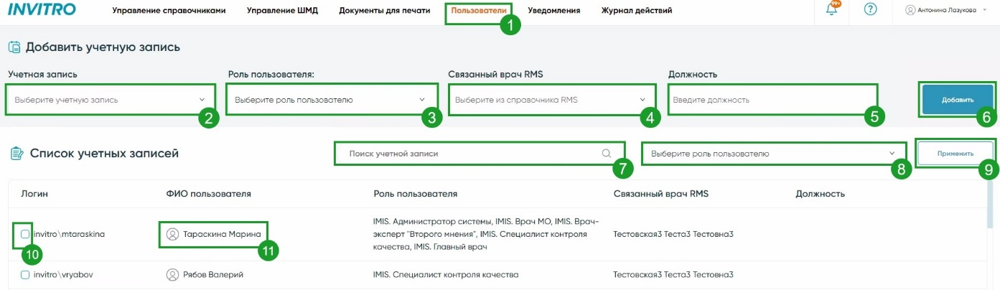 INVITRO Управление справочниками Управление ШМД Документы для печати Пользователи Уведомления Журнал действий 99+ ? Антонина Лазукова
1
Добавить учетную запись
Учетная запись Роль пользователя: Связанный врач RMS Должность
Выберите учетную запись Выберите роль пользователю Выберите из справочника RMS Введите должность Добавить
2 3 4 5 6
Список учетных записей Поиск учетной записи Выберите роль пользователю Применить
7 8 9
Логин ФИО пользователя Роль пользователя Связанный врач RMS Должность
IMIS. Администратор системы, IMIS. Врач МО, IMIS. Врач-
invitro\mtaraskina Тараскина Марина эксперт "Второго мнения", IMIS. Специалист контроля Тестовская3 Теста3 Тестовна3
качества, IMIS. Главный врач
10 11
invitro\vryabov Рябов Валерий IMIS. Специалист контроля качества Тестовская3 Теста3 Тестовна3